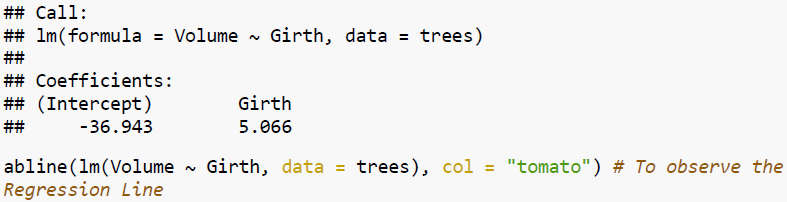 ## Call:
## lm(formula = Volume ~ Girth, data = trees)
##
## Coefficients:
## (Intercept)        Girth
##     -36.943        5.066
abline(lm(Volume ~ Girth, data = trees), col = "tomato") # To observe the
Regression Line